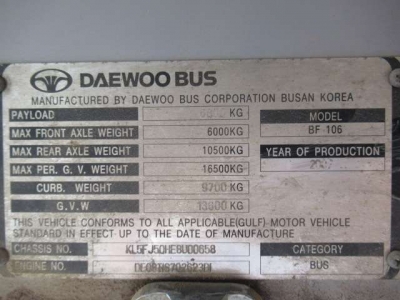 DAEWOO BUS
MANUFACTURED BY DAEWOO BUS CORPORATION BUSAN KOREA
PAYLOAD KG
MAX FRONT AXLE WEIGHT 6000KG
MAX REAR AXLE WEIGHT 10500KG
MAX PER. G. V. WEIGHT 16500KG
CURB. WEIGHT 9700 KG
G.V.W 13000 KG
MODEL
BF 106
YEAR OF PRODUCTION
THIS VEHICLE CONFORMS TO ALL APPLICABLE(GULF) MOTOR VEHICLE
STANDARD IN EFFECT UP TO DATE OF MANUFACTURE
CHASSIS NO.
ENGINE NO.
CATEGORY
BUS